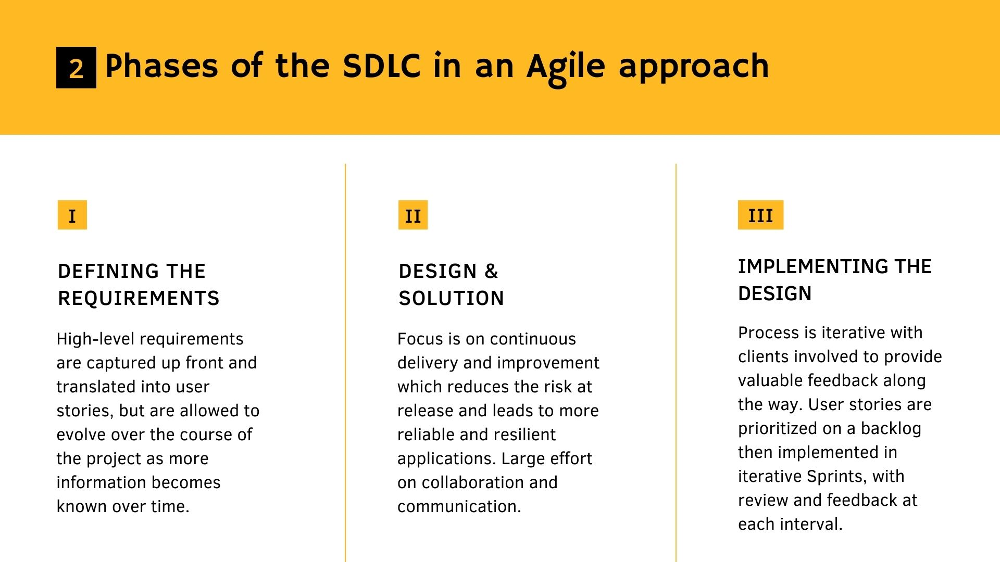 2 Phases of the SDLC in an Agile approach
I
DEFINING THE
REQUIREMENTS
High-level requirements
are captured up front and
translated into user
stories, but are allowed to
evolve over the course of
the project as more
information becomes
known over time.
II
DESIGN &
SOLUTION
Focus is on continuous
delivery and improvement
which reduces the risk at
release and leads to more
reliable and resilient
applications. Large effort
on collaboration and
communication.
III
IMPLEMENTING THE
DESIGN
Process is iterative with
clients involved to provide
valuable feedback along
the way. User stories are
prioritized on a backlog
then implemented in
iterative Sprints, with
review and feedback at
each interval.